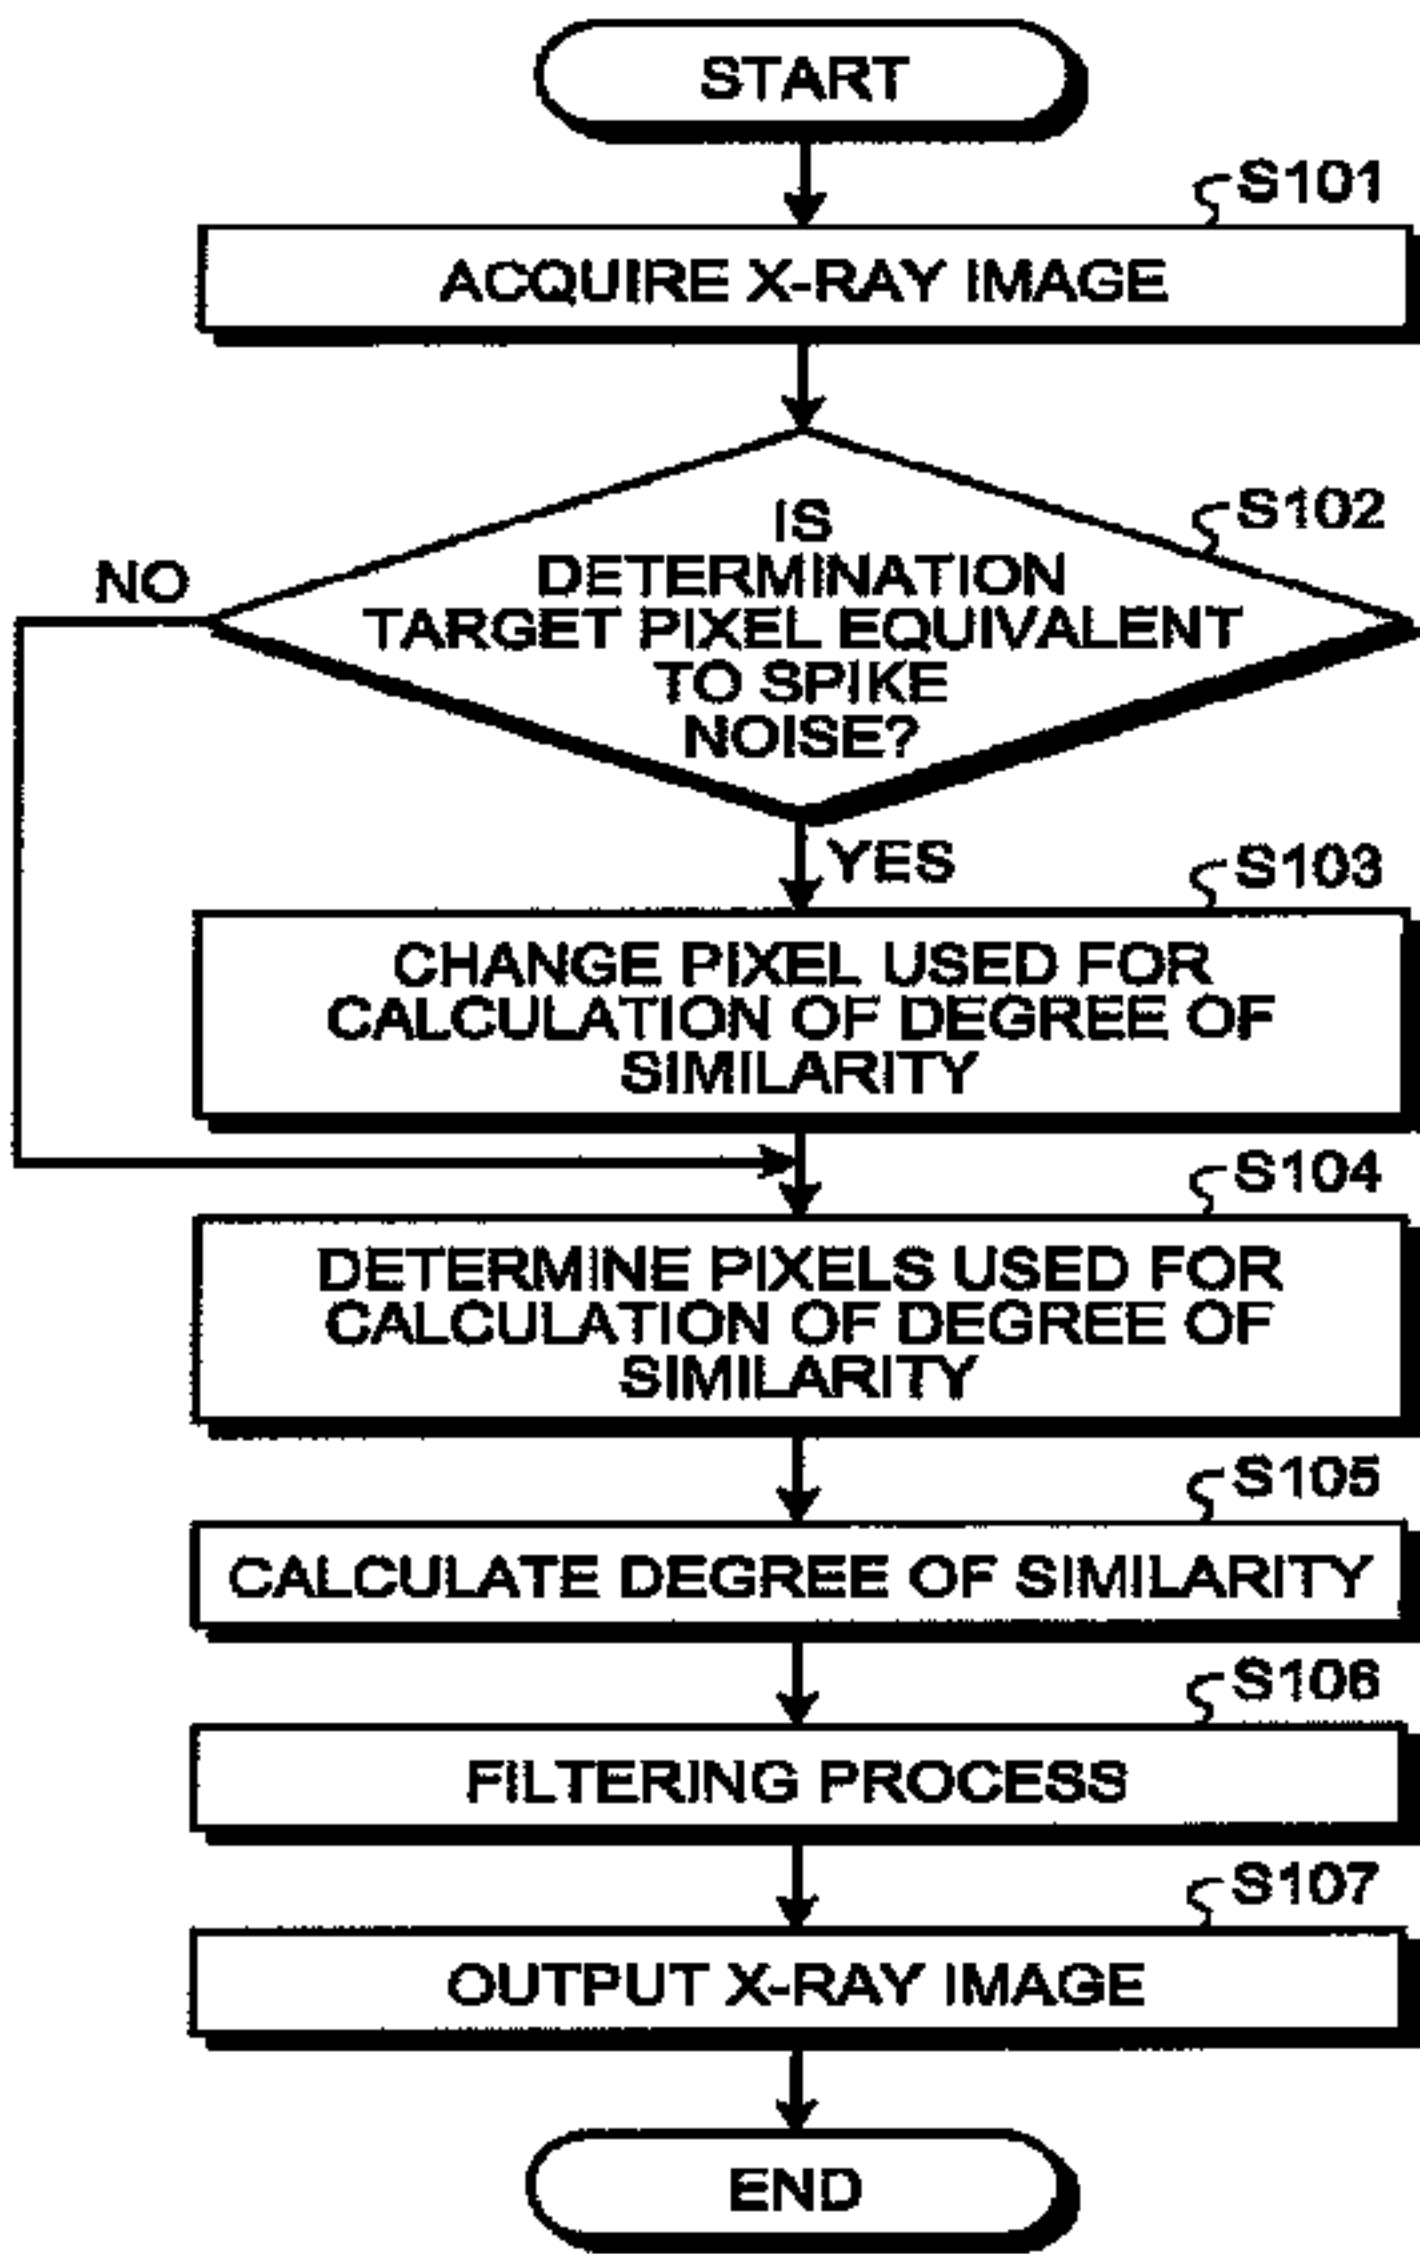 START
S101
ACQUIRE X-RAY IMAGE
S102
IS
DETERMINATION
TARGET PIXEL EQUIVALENT
TO SPIKE
NOISE?
NO
YES
S103
CHANGE PIXEL USED FOR
CALCULATION OF DEGREE OF
SIMILARITY
S104
DETERMINE PIXELS USED FOR
CALCULATION OF DEGREE OF
SIMILARITY
S105
CALCULATE DEGREE OF SIMILARITY
S106
FILTERING PROCESS
S107
OUTPUT X-RAY IMAGE
END